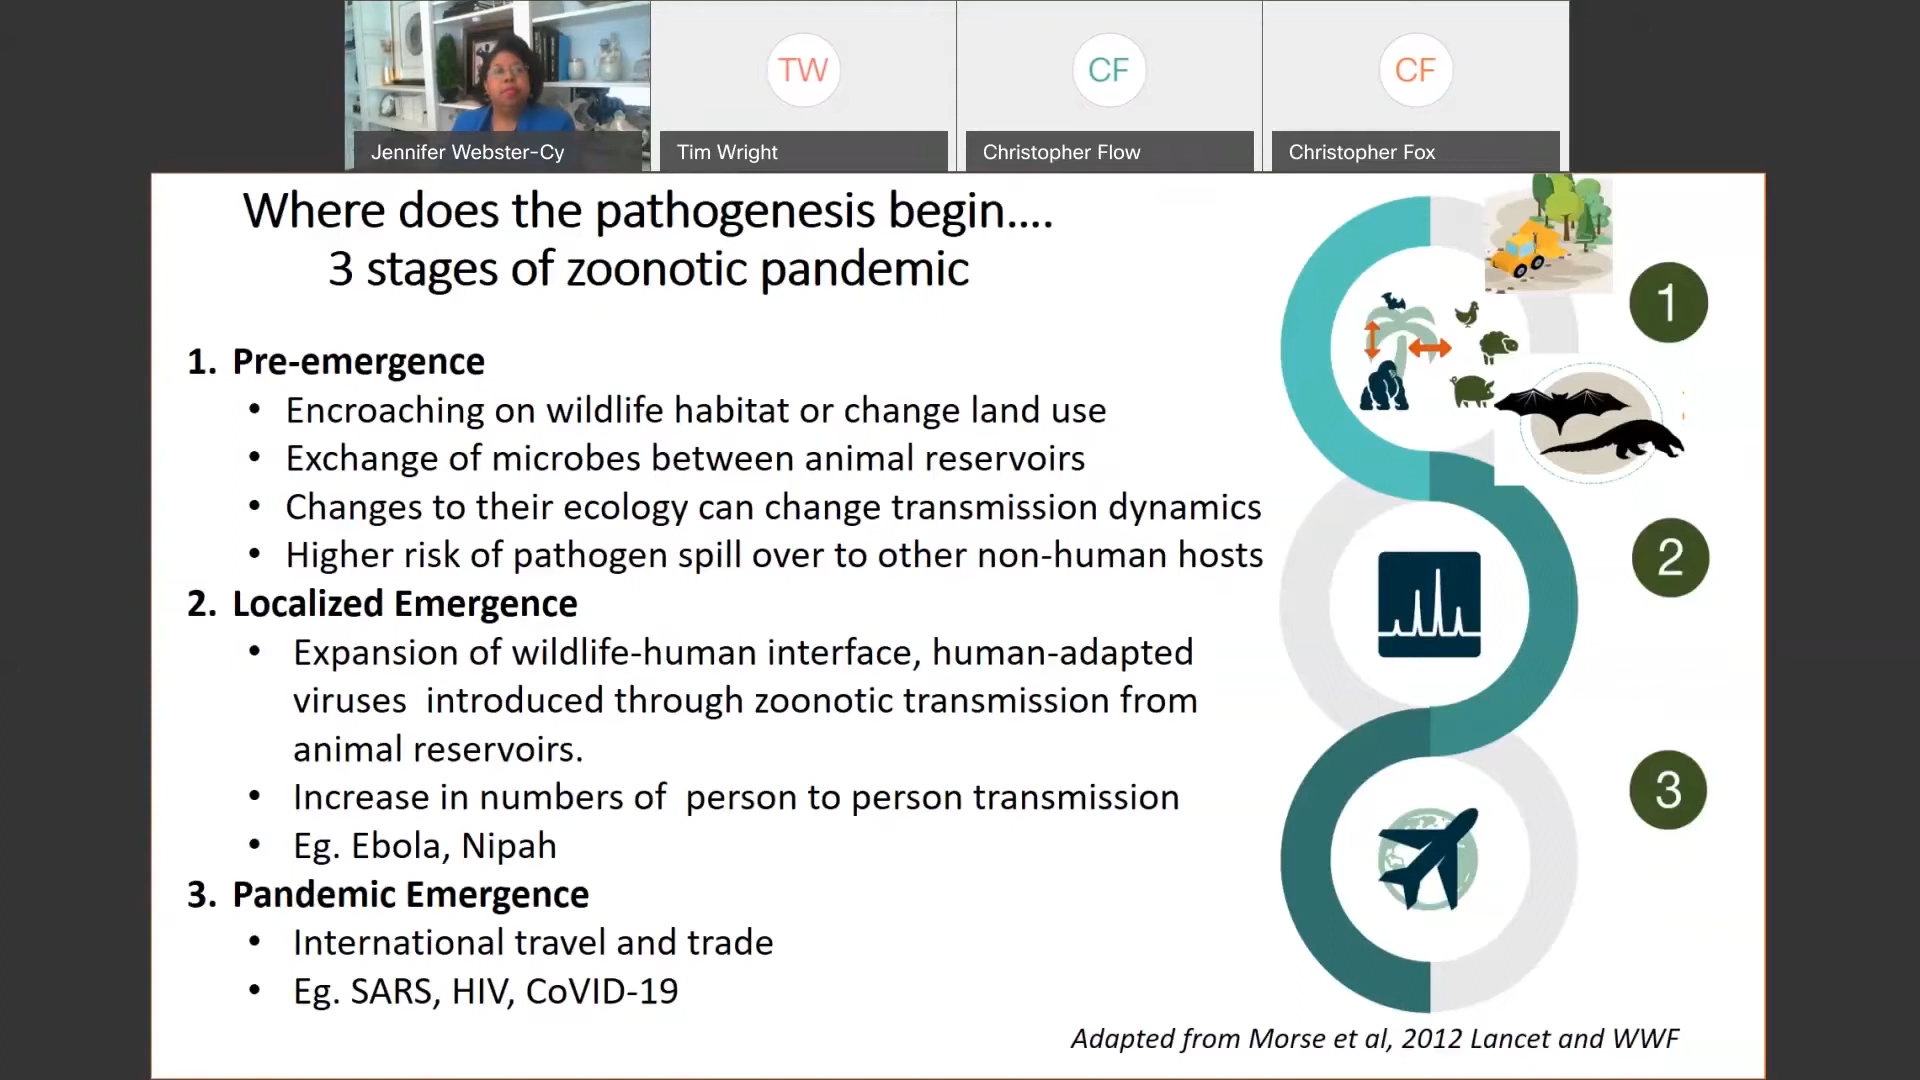 TW
CF
CF
Jennifer Webster-Cy
Tim Wright
Christopher Flow
Christopher Fox
Where does the pathogenesis begin....
3 stages of zoonotic pandemic
1. Pre-emergence
• Encroaching on wildlife habitat or change land use
• Exchange of microbes between animal reservoirs
• Changes to their ecology can change transmission dynamics
• Higher risk of pathogen spill over to other non-human hosts
2. Localized Emergence
• Expansion of wildlife-human interface, human-adapted
viruses  introduced through zoonotic transmission from
animal reservoirs.
• Increase in numbers of  person to person transmission
• Eg. Ebola, Nipah
3. Pandemic Emergence
• International travel and trade
• Eg. SARS, HIV, CoVID-19
1
2
3
Adapted from Morse et al, 2012 Lancet and WWF